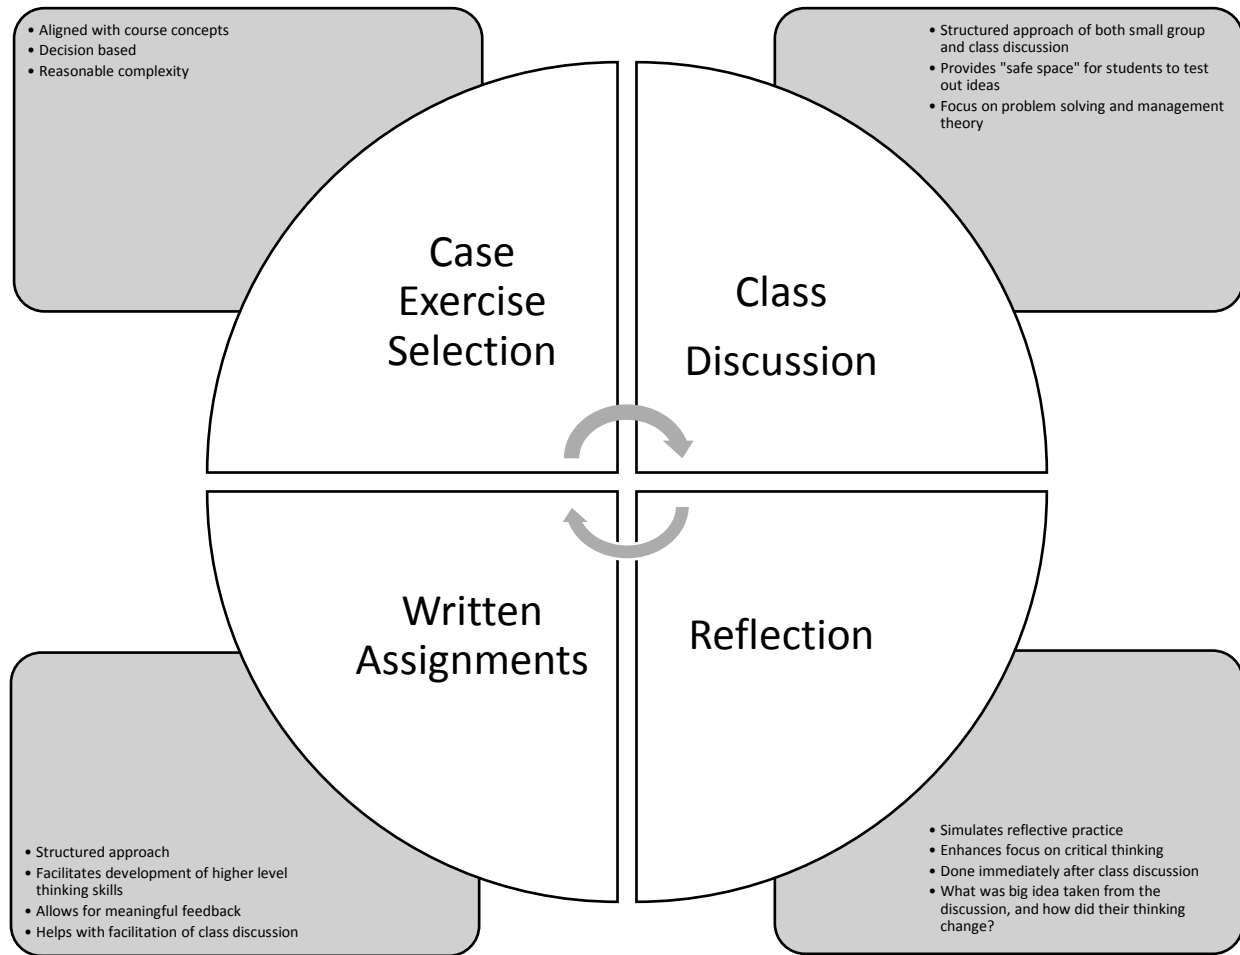 • Aligned with course concepts
• Decision based
• Reasonable complexity
• Structured approach of both small group
and class discussion
• Provides "safe space" for students to test
out ideas
• Focus on problem solving and management
theory
Case
Exercise
Selection
Class
Discussion
Written
Assignments
Reflection
• Structured approach
• Facilitates development of higher level
thinking skills
• Allows for meaningful feedback
• Helps with facilitation of class discussion
• Simulates reflective practice
• Enhances focus on critical thinking
• Done immediately after class discussion
• What was big idea taken from the
discussion, and how did their thinking
change?